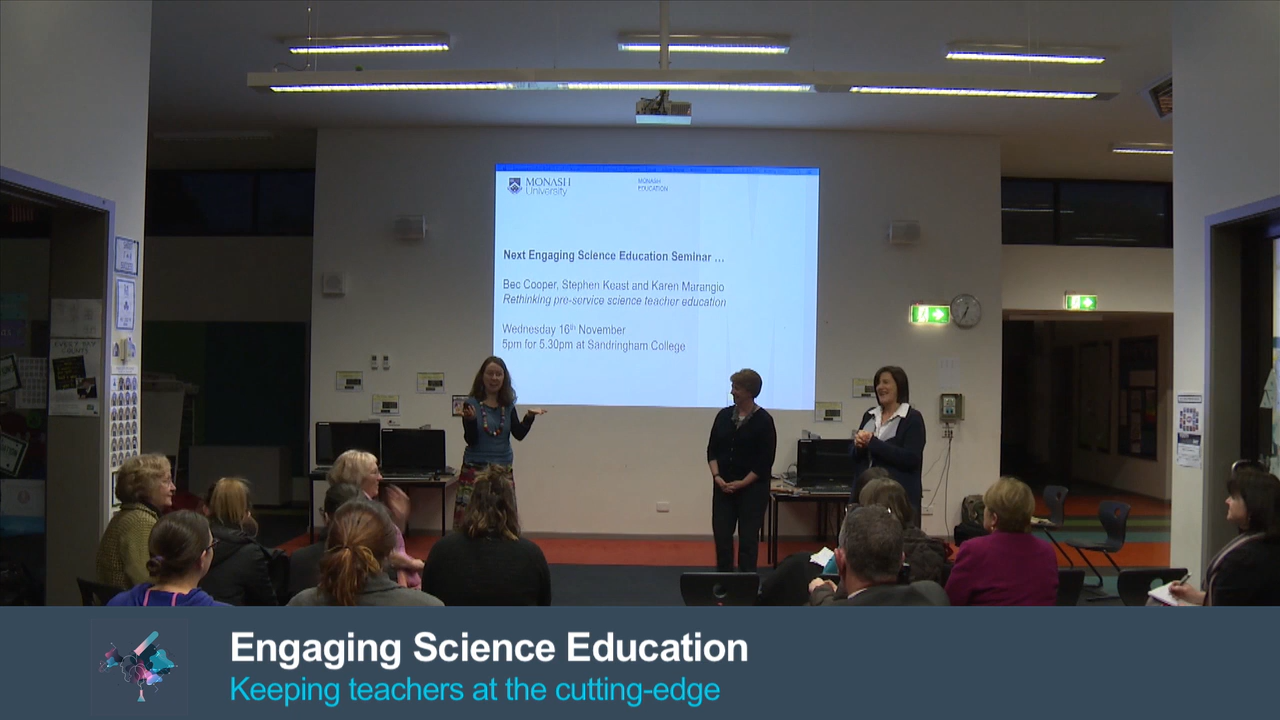 MONASH
University
MONASH
EDUCATION
Next Engaging Science Education Seminar ...
Bec Cooper, Stephen Keast and Karen Marangio
Rethinking pre-service science teacher education
Wednesday 16th November
5pm for 5.30pm at Sandringham College
Engaging Science Education
Keeping teachers at the cutting-edge